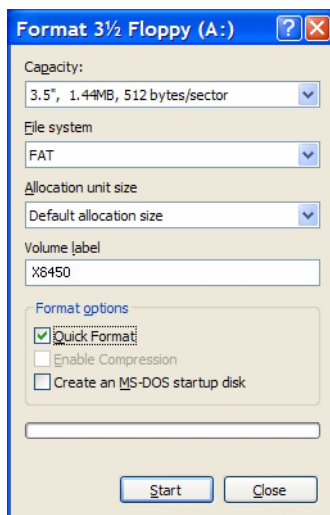 Format 3½ Floppy (A:)
Capacity:
3.5", 1.44MB, 512 bytes/sector
File system
FAT
Allocation unit size
Default allocation size
Volume label
X6450
Format options
Quick Format
Enable Compression
Create an MS-DOS startup disk
Start Close